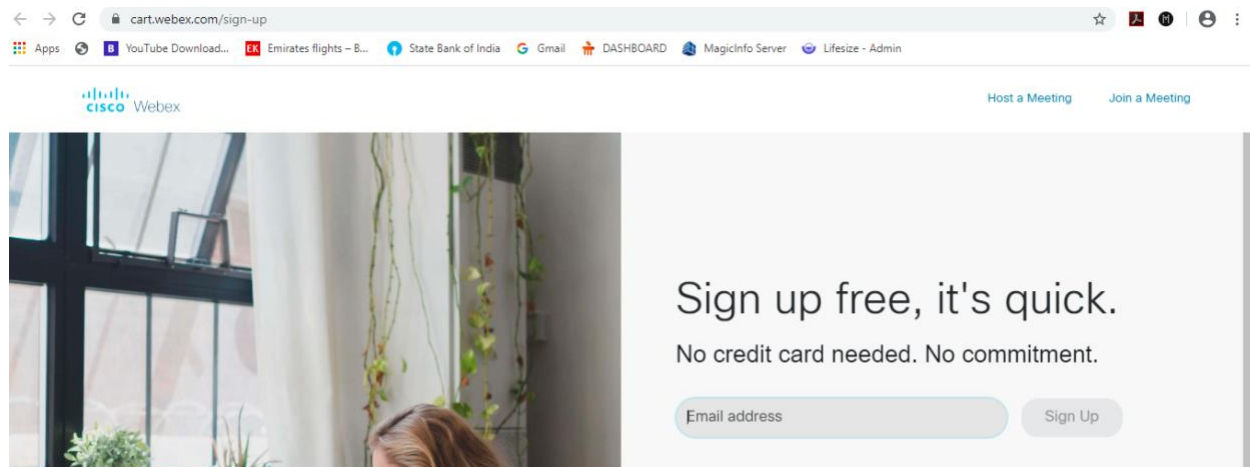 cart.webex.com/sign-up
Apps YouTube Download... Emirates flights – B... State Bank of India Gmail DASHBOARD MagicInfo Server Lifesize - Admin
CISCO Webex Host a Meeting Join a Meeting
Sign up free, it's quick.
No credit card needed. No commitment.
Email address Sign Up